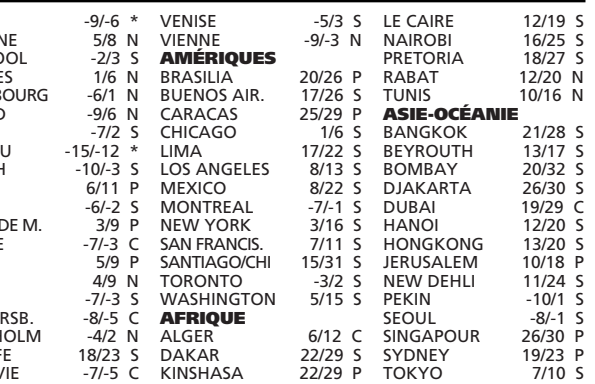 -9/-6 *
NE 5/8 N
OOL -2/3 S
ES 1/6 N
BOURG -6/1 N
D -9/6 N
-7/2 S
U -15/-12 *
H -10/-3 S
6/11 P
-6/-2 S
DE M. 3/9 P
E -7/-3 C
5/9 P
4/9 N
-7/-3 S
RSB. -8/-5 C
HOLM -4/2 N
FE 18/23 S
VIE -7/-5 C
VENISE -5/3 S
VIENNE -9/-3 N
AMÉRIQUES
BRASILIA 20/26 P
BUENOS AIR. 17/26 S
CARACAS 25/29 P
CHICAGO 1/6 S
LIMA 17/22 S
LOS ANGELES 8/13 S
MEXICO 8/22 S
MONTREAL -7/-1 S
NEW YORK 3/16 S
SAN FRANCIS. 7/11 S
SANTIAGO/CHI 15/31 S
TORONTO -3/2 S
WASHINGTON 5/15 S
AFRIQUE
ALGER 6/12 C
DAKAR 22/29 S
KINSHASA 22/29 P
LE CAIRE 12/19 S
NAIROBI 16/25 S
PRETORIA 18/27 S
RABAT 12/20 N
TUNIS 10/16 N
ASIE-OCÉANIE
BANGKOK 21/28 S
BEYROUTH 13/17 S
BOMBAY 20/32 S
DJAKARTA 26/30 S
DUBAI 19/29 C
HANOI 12/20 S
HONGKONG 13/20 S
JERUSALEM 10/18 P
NEW DEHLI 11/24 S
PEKIN -10/1 S
SEOUL -8/-1 S
SINGAPOUR 26/30 P
SYDNEY 19/23 P
TOKYO 7/10 S